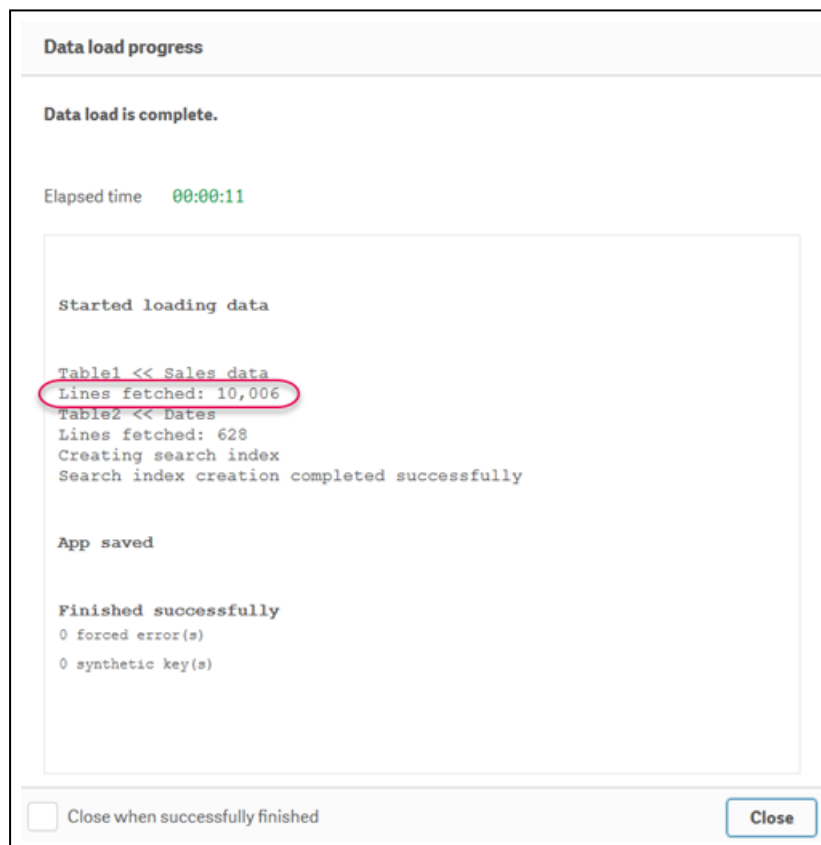 Data load progress
Data load is complete.
Elapsed time 00:00:11
Started loading data
Table1 << Sales data
Lines fetched: 10,006
Table2 << Dates
Lines fetched: 628
Creating search index
Search index creation completed successfully
App saved
Finished successfully
0 forced error(s)
0 synthetic key(s)
Close when successfully finished
Close